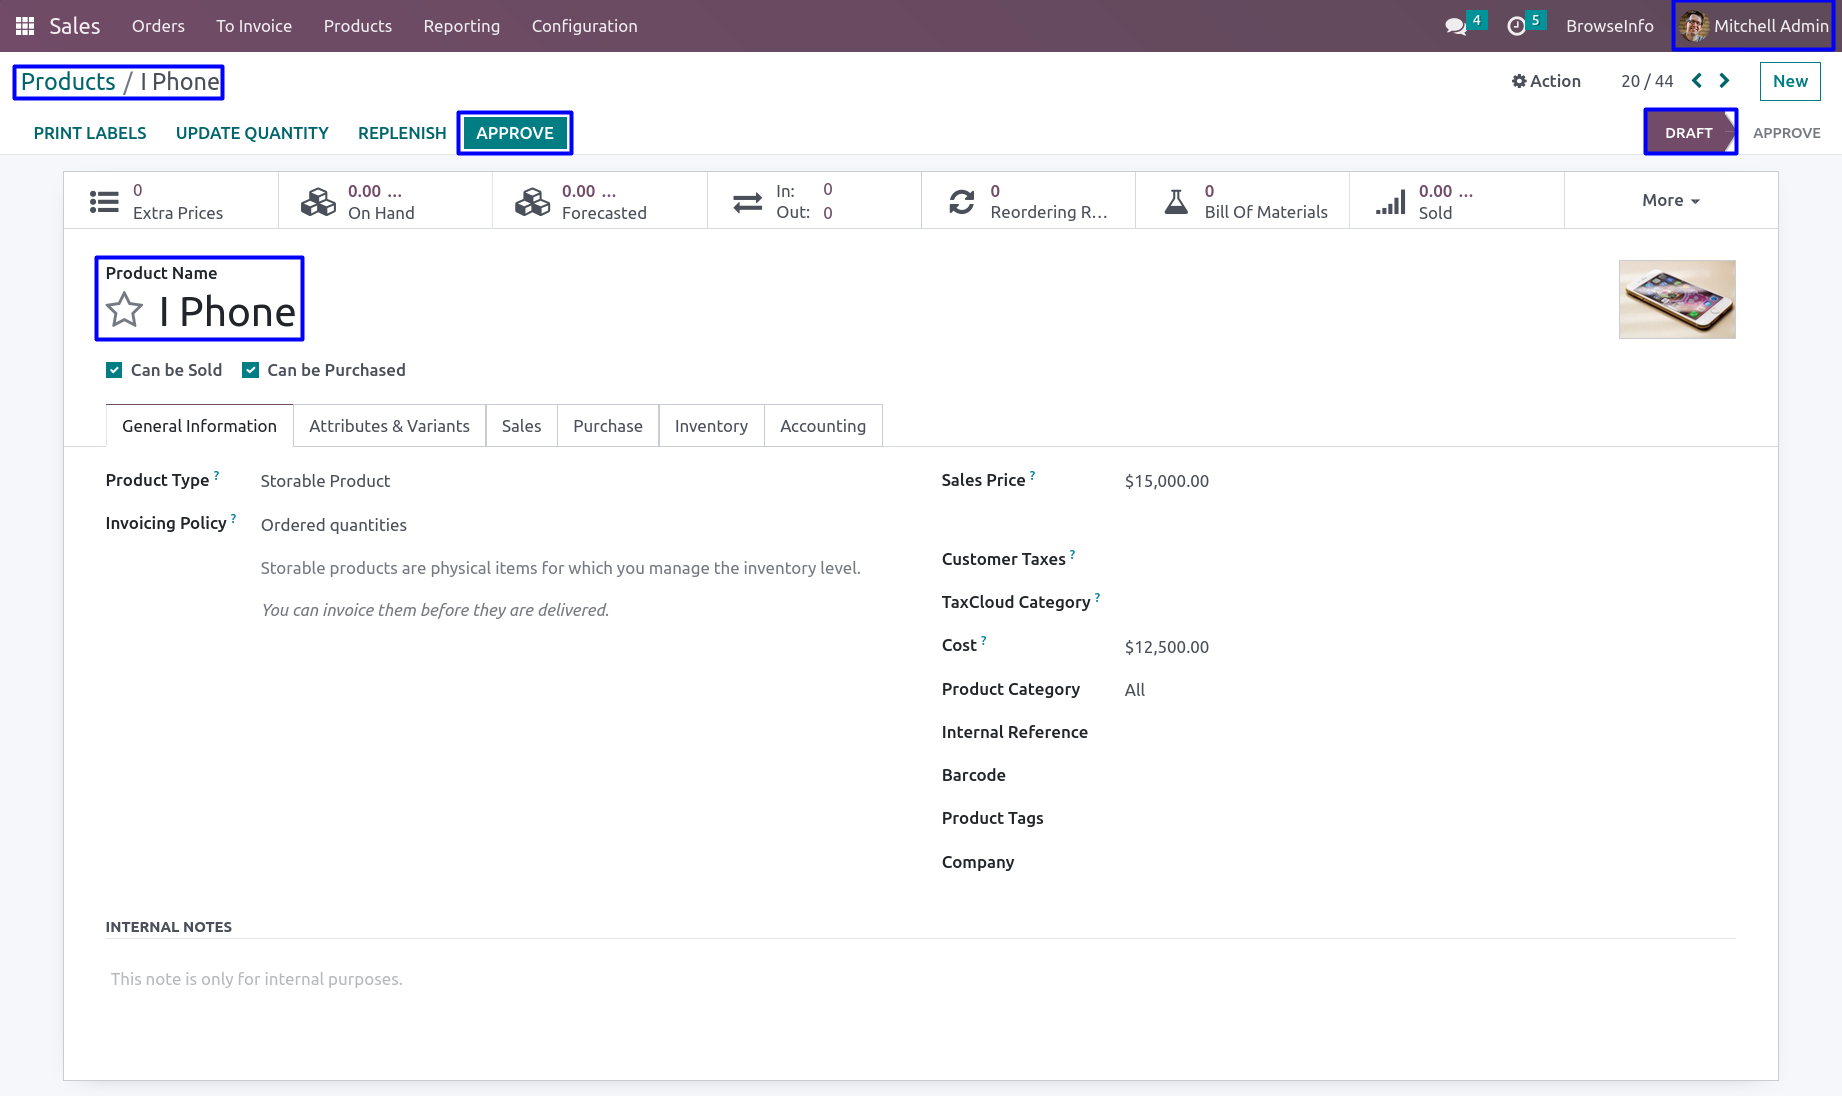 Sales Orders To Invoice Products Reporting Configuration 4 5 BrowseInfo Mitchell Admin
Products / I Phone Action 20 / 44 New
PRINT LABELS UPDATE QUANTITY REPLENISH APPROVE DRAFT APPROVE
0 Extra Prices
0.00 ... On Hand
0.00 ... Forecasted
In: 0
Out: 0
0 Reordering R...
0 Bill Of Materials
0.00 ... Sold
More
Product Name
I Phone
Can be Sold Can be Purchased
General Information Attributes & Variants Sales Purchase Inventory Accounting
Product Type ? Storable Product
Invoicing Policy ? Ordered quantities
Storable products are physical items for which you manage the inventory level.
You can invoice them before they are delivered.
Sales Price ? $15,000.00
Customer Taxes ?
TaxCloud Category ?
Cost ? $12,500.00
Product Category All
Internal Reference
Barcode
Product Tags
Company
INTERNAL NOTES
This note is only for internal purposes.